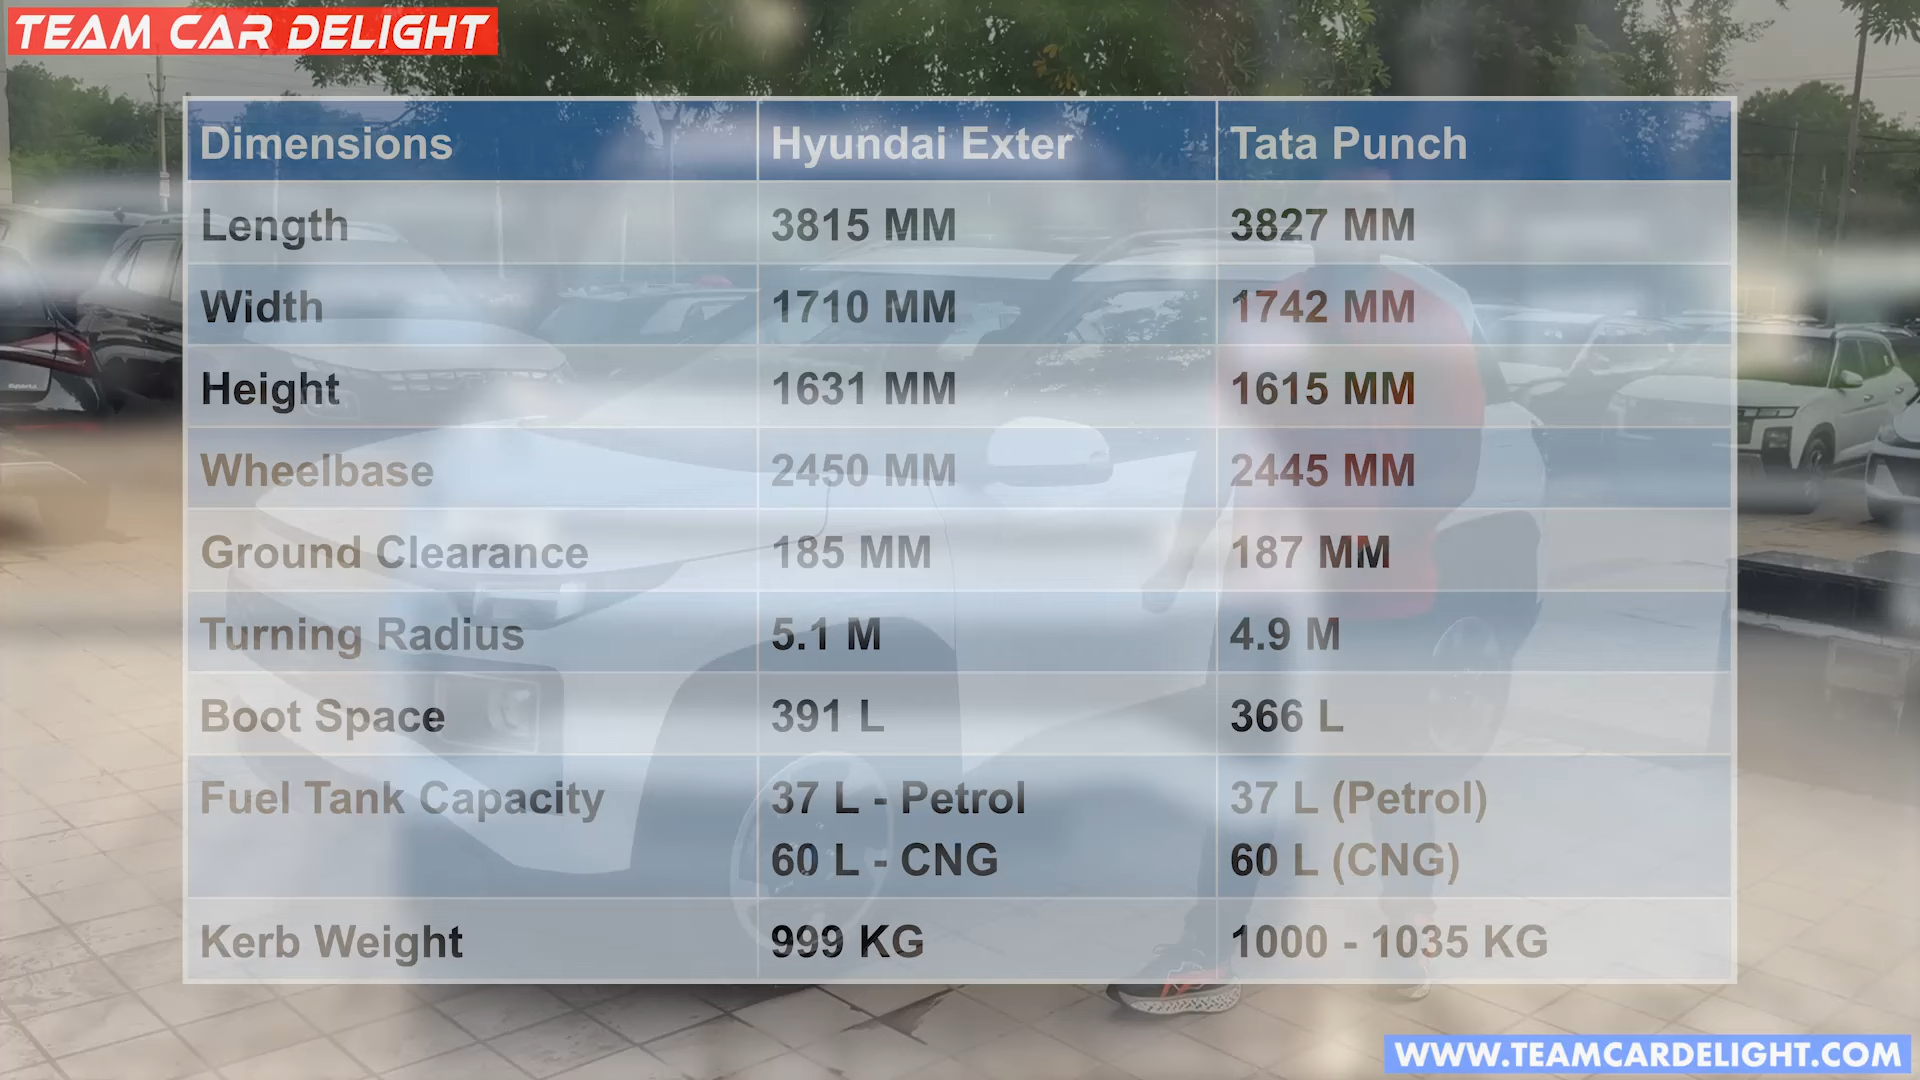 TEAM CAR DELIGHT
Dimensions Hyundai Exter Tata Punch
Length 3815 MM 3827 MM
Width 1710 MM 1742 MM
Height 1631 MM 1615 MM
Wheelbase 2450 MM 2445 MM
Ground Clearance 185 MM 187 MM
Turning Radius 5.1 M 4.9 M
Boot Space 391 L 366 L
Fuel Tank Capacity 37 L - Petrol 37 L (Petrol)
60 L - CNG 60 L (CNG)
Kerb Weight 999 KG 1000 - 1035 KG
WWW.TEAMCARDELIGHT.COM